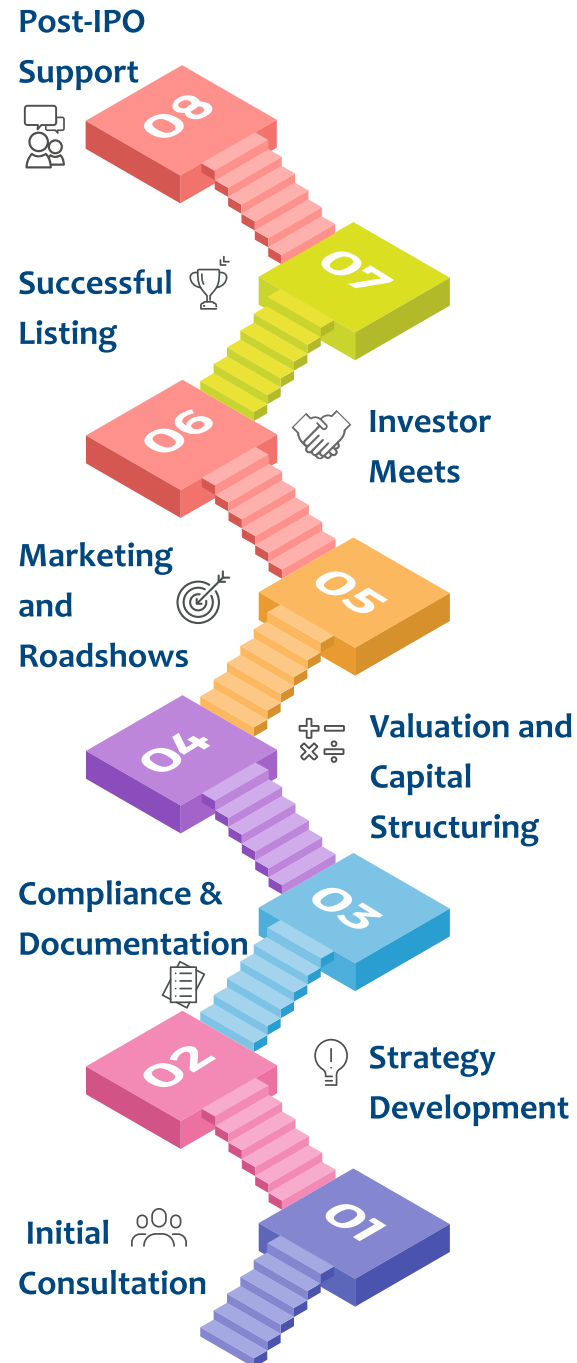 Post-IPO
Support
08
07
Successful
Listing
06
Investor
Meets
Marketing
and
Roadshows
05
04
Valuation and
Capital
Structuring
Compliance &
Documentation
03
02
Strategy
Development
01
Initial
Consultation